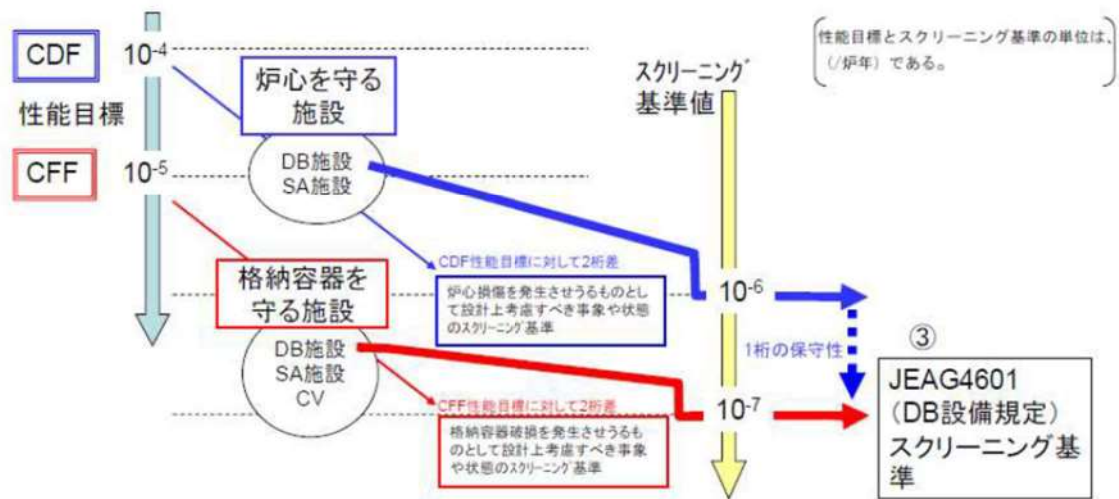 CDF
10-4
性能目標
CFF
10-5
炉心を守る
施設
DB施設
SA施設
格納容器を
守る施設
DB施設
SA施設
CV
CDF性能目標に対して2桁差
炉心損傷を発生させうるものとし
て設計上考慮すべき事象や状態
のスクリーニング基準
CFF性能目標に対して2桁差
格納容器破損を発生させうるも
のとして設計上考慮すべき事象
や状態のスクリーニング基準
スクリーニング
基準値
10-6
10-7
性能目標とスクリーニング基準の単位は、
(/炉年)である。
1桁の保守性
③
JEAG4601
(DB設備規定)
スクリーニング基
準